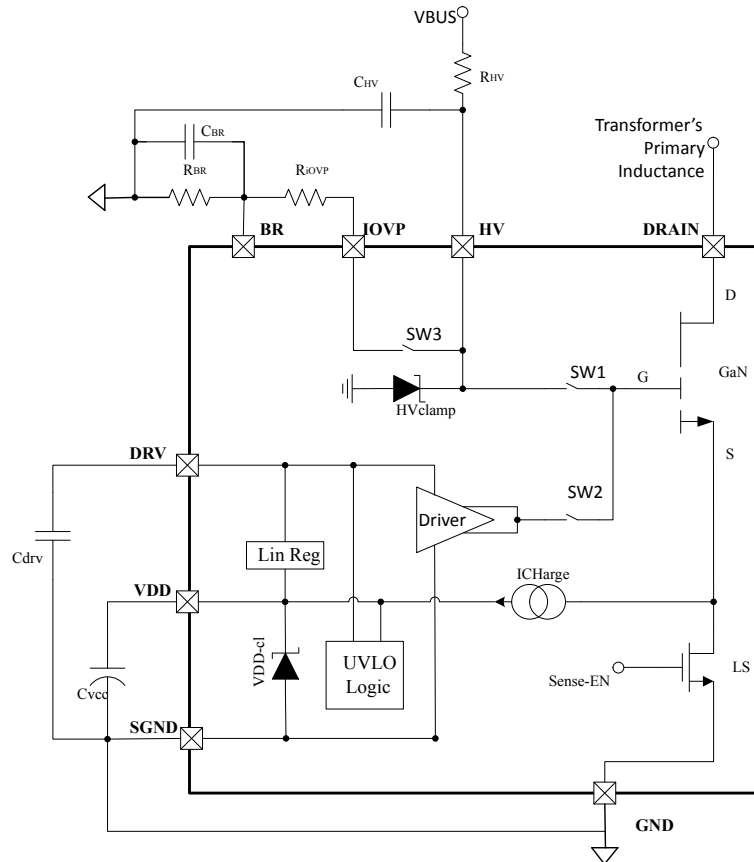 VBUS
RHV
CHV
CBR
RBR
RiOVP
Transformer's
Primary
Inductance
BR
IOVP
HV
DRAIN
D
SW3
SW1
G
GaN
HVclamp
S
DRV
SW2
Driver
Cdrv
Lin Reg
ICHarge
VDD
VDD-cl
UVLO
Logic
LS
Sense-EN
Cvcc
SGND
GND